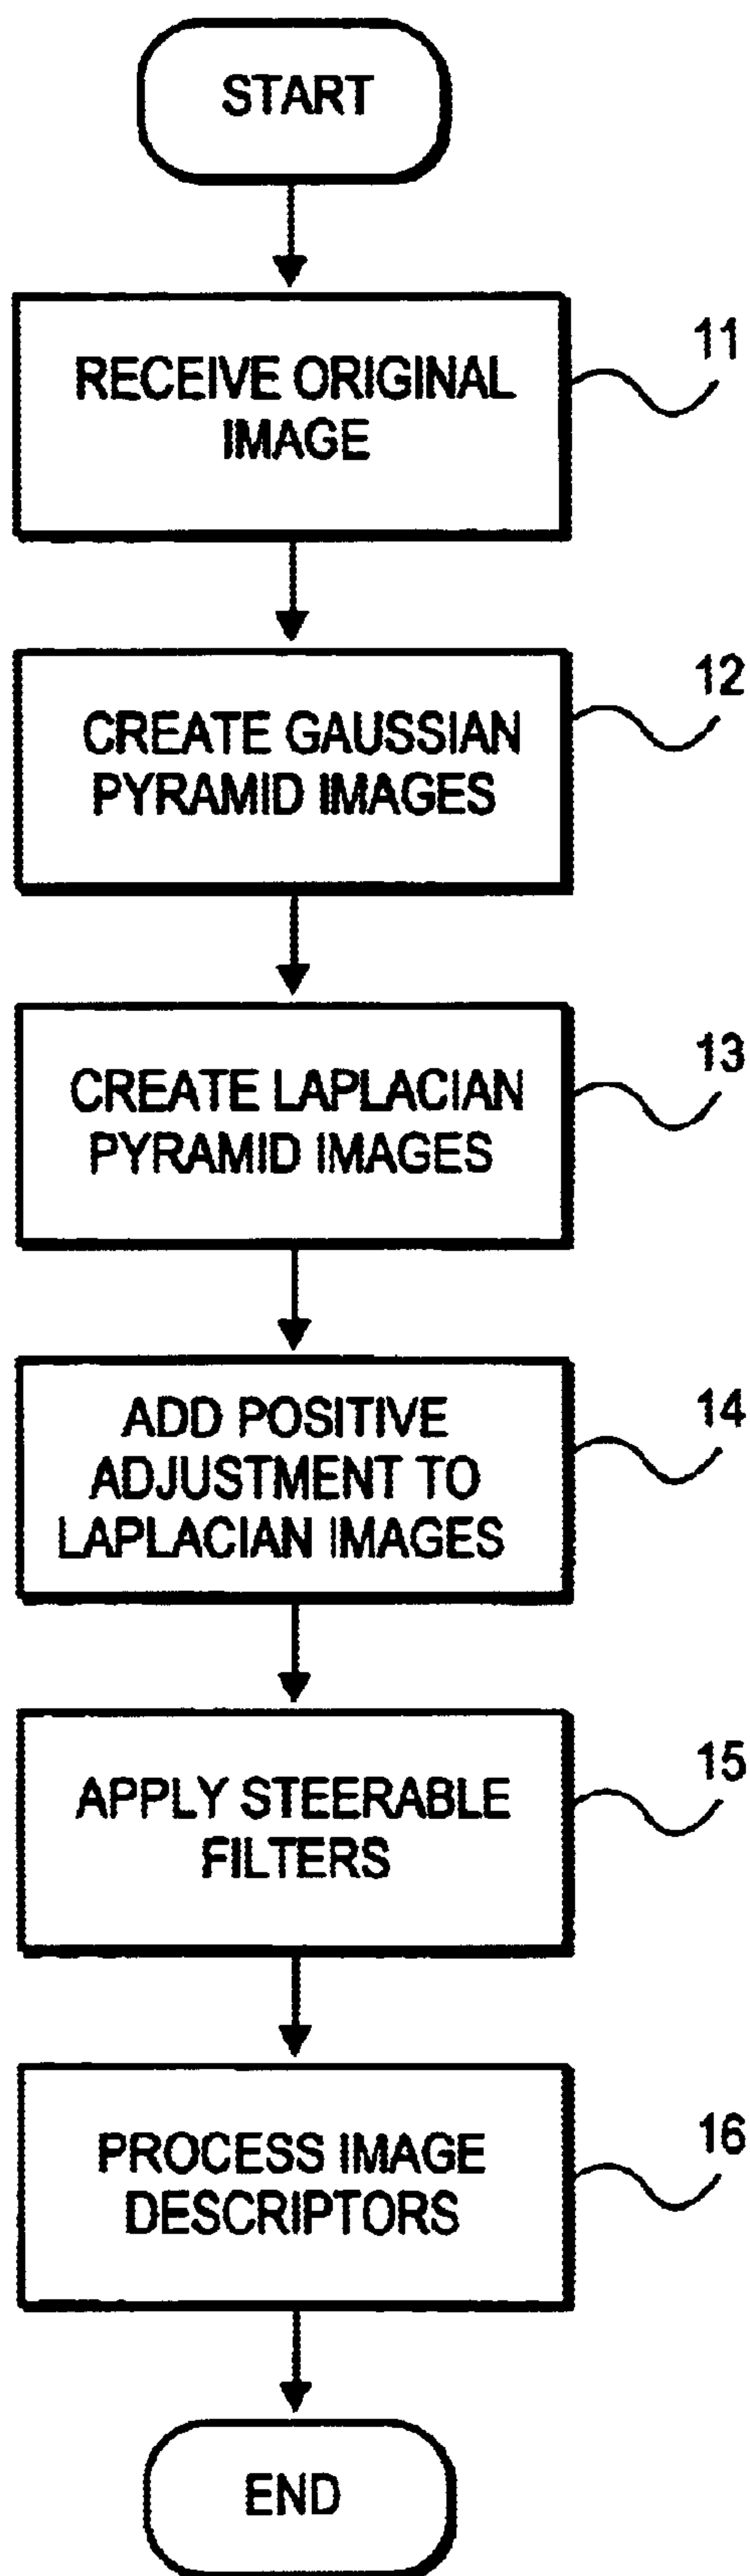 START
RECEIVE ORIGINAL
IMAGE
11
CREATE GAUSSIAN
PYRAMID IMAGES
12
CREATE LAPLACIAN
PYRAMID IMAGES
13
ADD POSITIVE
ADJUSTMENT TO
LAPLACIAN IMAGES
14
APPLY STEERABLE
FILTERS
15
PROCESS IMAGE
DESCRIPTORS
16
END